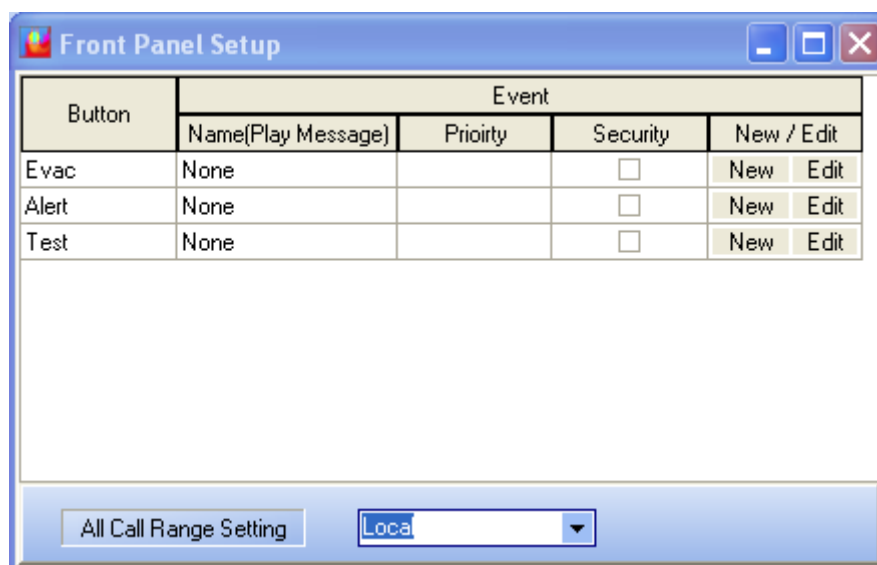 Front Panel Setup
Button
Event
Name(Play Message) Prioirty Security New / Edit
Evac None New Edit
Alert None New Edit
Test None New Edit
All Call Range Setting Local